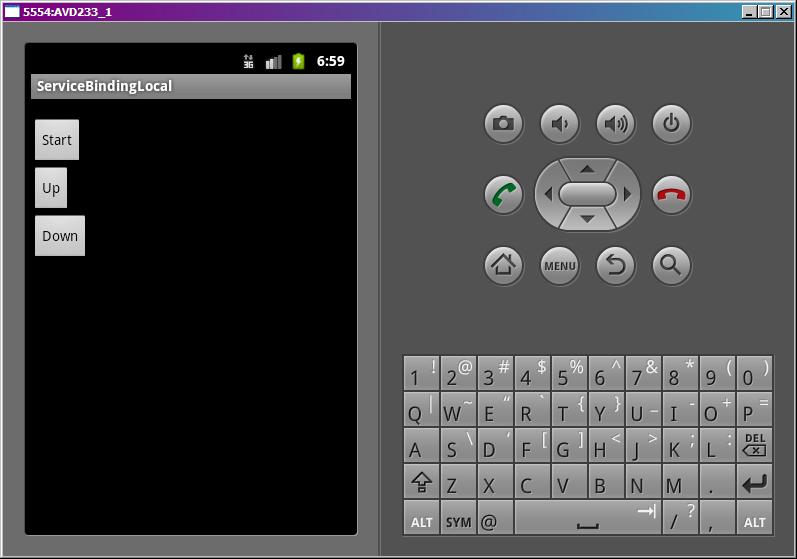 5554:AVD233_1
3G 6:59
ServiceBindingLocal
Start
Up
Down
MENU
1 ! 2 @ 3 # 4 $ 5 % 6 ^ 7 & 8 * 9 ( 0 )
Q | W ~ E " R ` T { Y } U _ I - O + P =
A S \ D ' F [ G ] H < J > K ; L : DEL
Z X C V B N M .
ALT SYM @ / ? , ALT